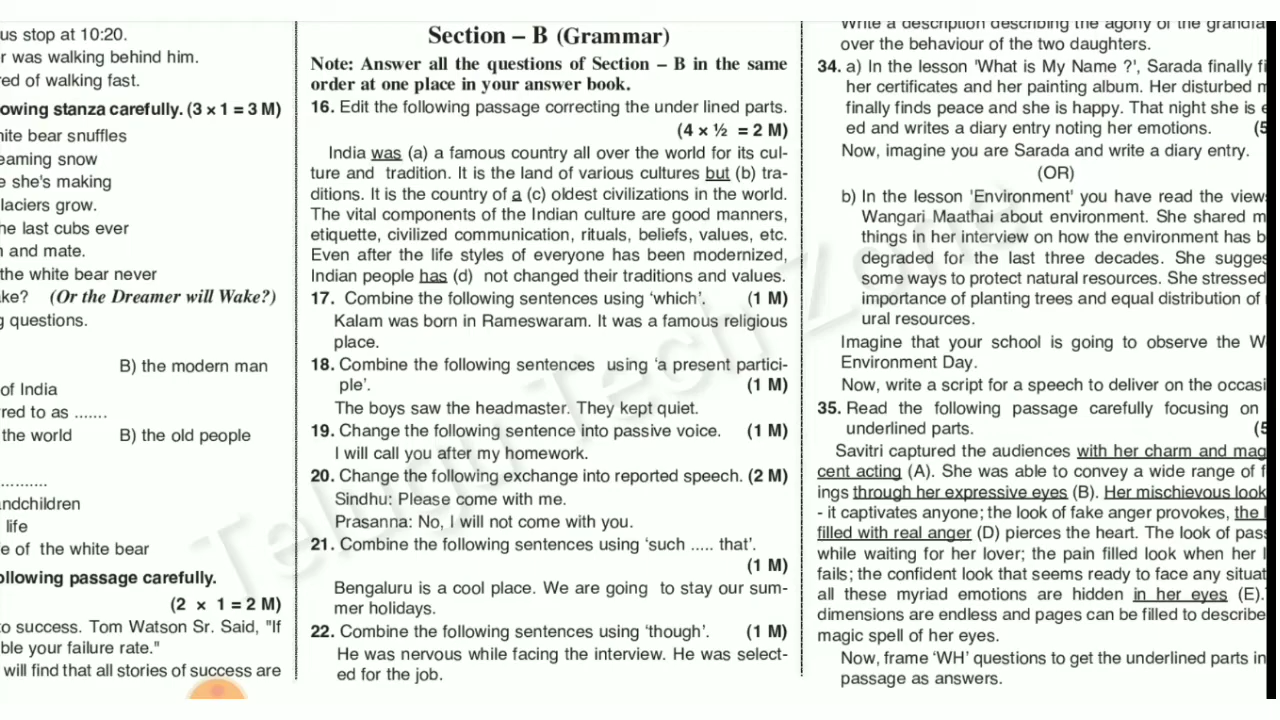 us stop at 10:20.
r was walking behind him.
red of walking fast.
owing stanza carefully. (3 x 1 = 3 M)
hite bear snuffles
eaming snow
e she's making
laciers grow.
he last cubs ever
and mate.
the white bear never
ake? (Or the Dreamer will Wake?)
g questions.
B) the modern man
of India
rred to as .......
the world B) the old people
...........
andchildren
life
e of the white bear
ollowing passage carefully.
(2 x 1 = 2 M)
to success. Tom Watson Sr. Said, "If
ble your failure rate."
will find that all stories of success are
Section – B (Grammar)
Note: Answer all the questions of Section – B in the same
order at one place in your answer book.
16. Edit the following passage correcting the under lined parts.
(4 x ½ = 2 M)
India was (a) a famous country all over the world for its cul-
ture and tradition. It is the land of various cultures but (b) tra-
ditions. It is the country of a (c) oldest civilizations in the world.
The vital components of the Indian culture are good manners,
etiquette, civilized communication, rituals, beliefs, values, etc.
Even after the life styles of everyone has been modernized,
Indian people has (d) not changed their traditions and values.
17. Combine the following sentences using 'which'. (1 M)
Kalam was born in Rameswaram. It was a famous religious
place.
18. Combine the following sentences using 'a present partici-
ple'. (1 M)
The boys saw the headmaster. They kept quiet.
19. Change the following sentence into passive voice. (1 M)
I will call you after my homework.
20. Change the following exchange into reported speech. (2 M)
Sindhu: Please come with me.
Prasanna: No, I will not come with you.
21. Combine the following sentences using 'such ..... that'.
(1 M)
Bengaluru is a cool place. We are going to stay our sum-
mer holidays.
22. Combine the following sentences using 'though'. (1 M)
He was nervous while facing the interview. He was select-
ed for the job.
Write a description describing the agony of the grandfa
over the behaviour of the two daughters.
34. a) In the lesson 'What is My Name ?', Sarada finally fi
her certificates and her painting album. Her disturbed m
finally finds peace and she is happy. That night she is e
ed and writes a diary entry noting her emotions. (5
Now, imagine you are Sarada and write a diary entry.
(OR)
b) In the lesson 'Environment' you have read the view
Wangari Maathai about environment. She shared m
things in her interview on how the environment has b
degraded for the last three decades. She sugges
some ways to protect natural resources. She stressed
importance of planting trees and equal distribution of
ural resources.
Imagine that your school is going to observe the W
Environment Day.
Now, write a script for a speech to deliver on the occasi
35. Read the following passage carefully focusing on
underlined parts. (5
Savitri captured the audiences with her charm and mag
cent acting (A). She was able to convey a wide range of f
ings through her expressive eyes (B). Her mischievous look
- it captivates anyone; the look of fake anger provokes, the l
filled with real anger (D) pierces the heart. The look of pas
while waiting for her lover; the pain filled look when her l
fails; the confident look that seems ready to face any situat
all these myriad emotions are hidden in her eyes (E).
dimensions are endless and pages can be filled to describe
magic spell of her eyes.
Now, frame 'WH' questions to get the underlined parts in
passage as answers.
Telugu Tech Zone